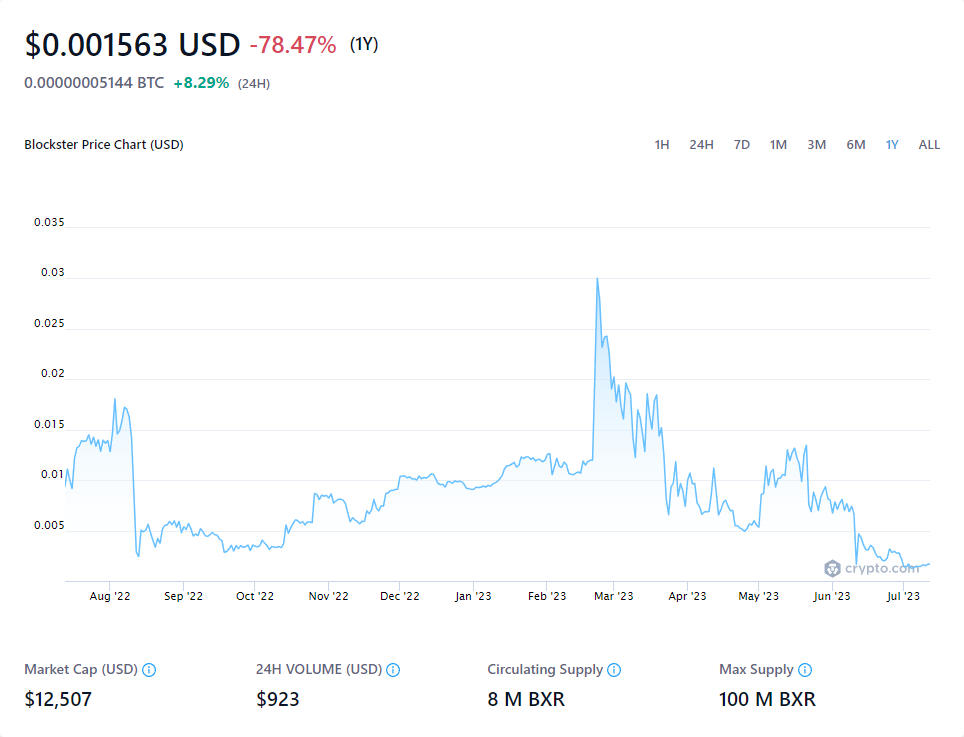 $0.001563 USD -78.47% (1Y)
0.00000005144 BTC +8.29% (24H)
Blockster Price Chart (USD) 1H 24H 7D 1M 3M 6M 1Y ALL
0.035
0.03
0.025
0.02
0.015
0.01
0.005
crypto.com
Aug '22 Sep '22 Oct '22 Nov '22 Dec '22 Jan '23 Feb '23 Mar '23 Apr '23 May '23 Jun '23 Jul '23
Market Cap (USD) 24H VOLUME (USD) Circulating Supply Max Supply
$12,507 $923 8 M BXR 100 M BXR